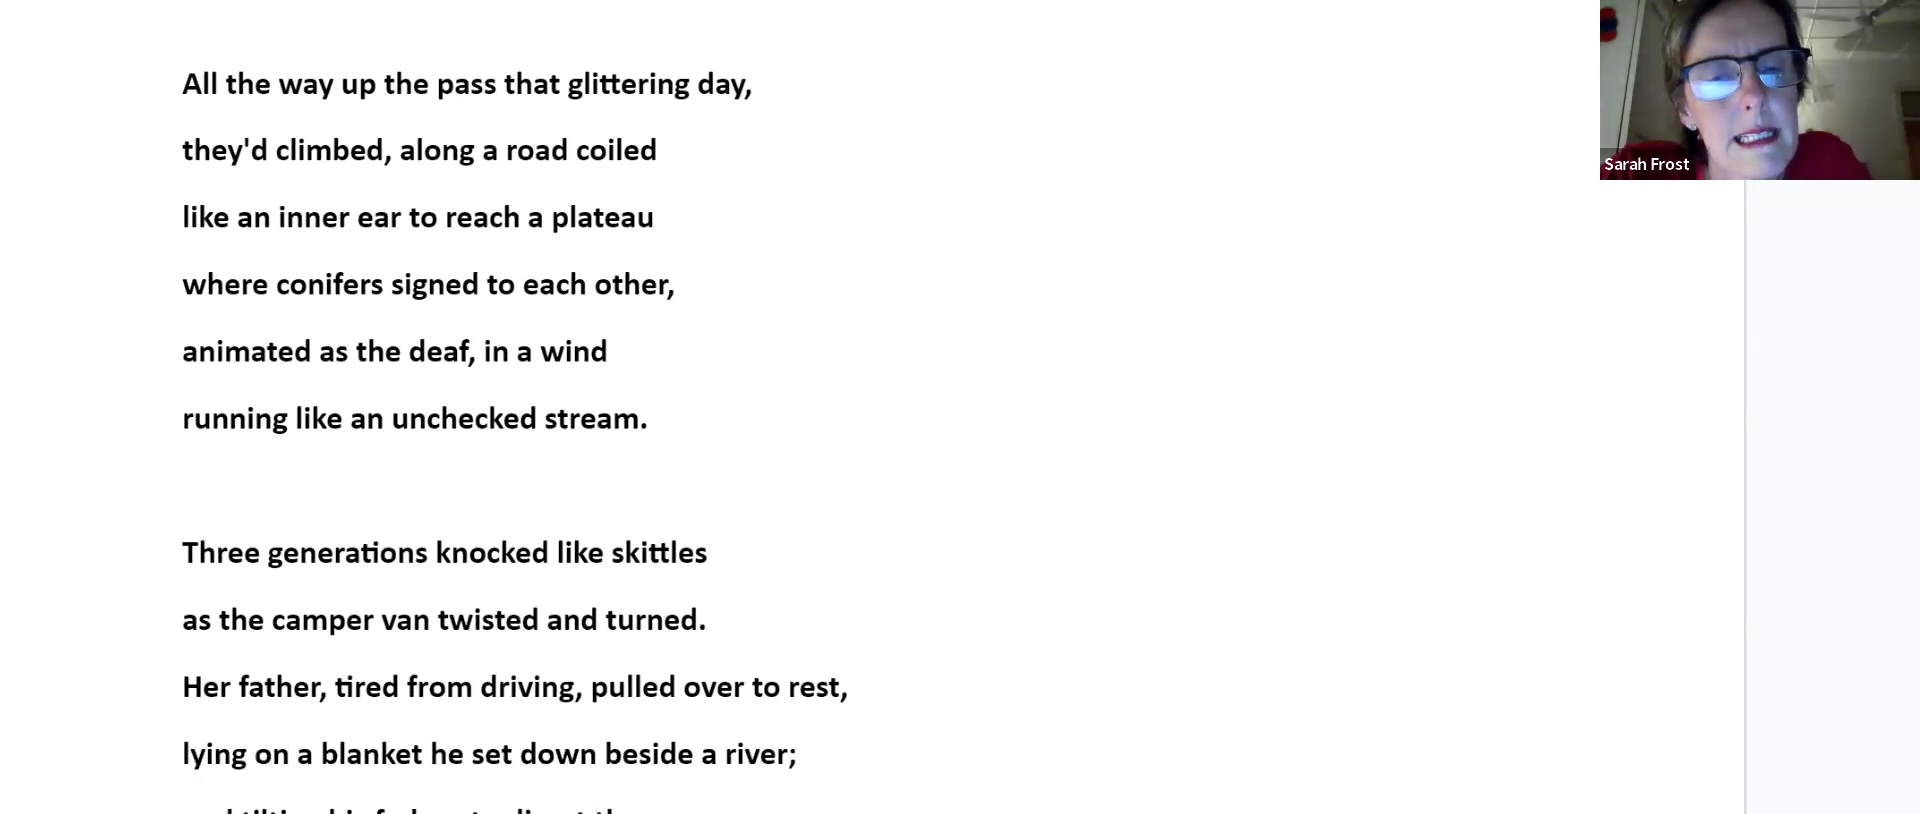 All the way up the pass that glittering day,
they'd climbed, along a road coiled
like an inner ear to reach a plateau
where conifers signed to each other,
animated as the deaf, in a wind
running like an unchecked stream.
Three generations knocked like skittles
as the camper van twisted and turned.
Her father, tired from driving, pulled over to rest,
lying on a blanket he set down beside a river;
Sarah Frost